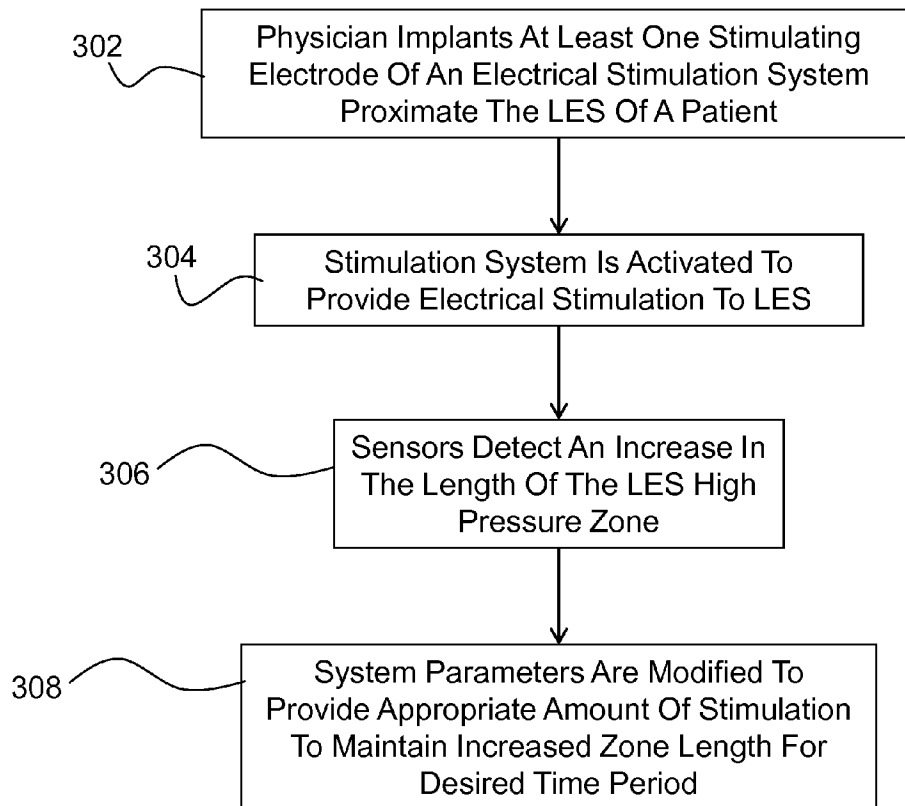 302
Physician Implants At Least One Stimulating
Electrode Of An Electrical Stimulation System
Proximate The LES Of A Patient
304
Stimulation System Is Activated To
Provide Electrical Stimulation To LES
306
Sensors Detect An Increase In
The Length Of The LES High
Pressure Zone
308
System Parameters Are Modified To
Provide Appropriate Amount Of Stimulation
To Maintain Increased Zone Length For
Desired Time Period